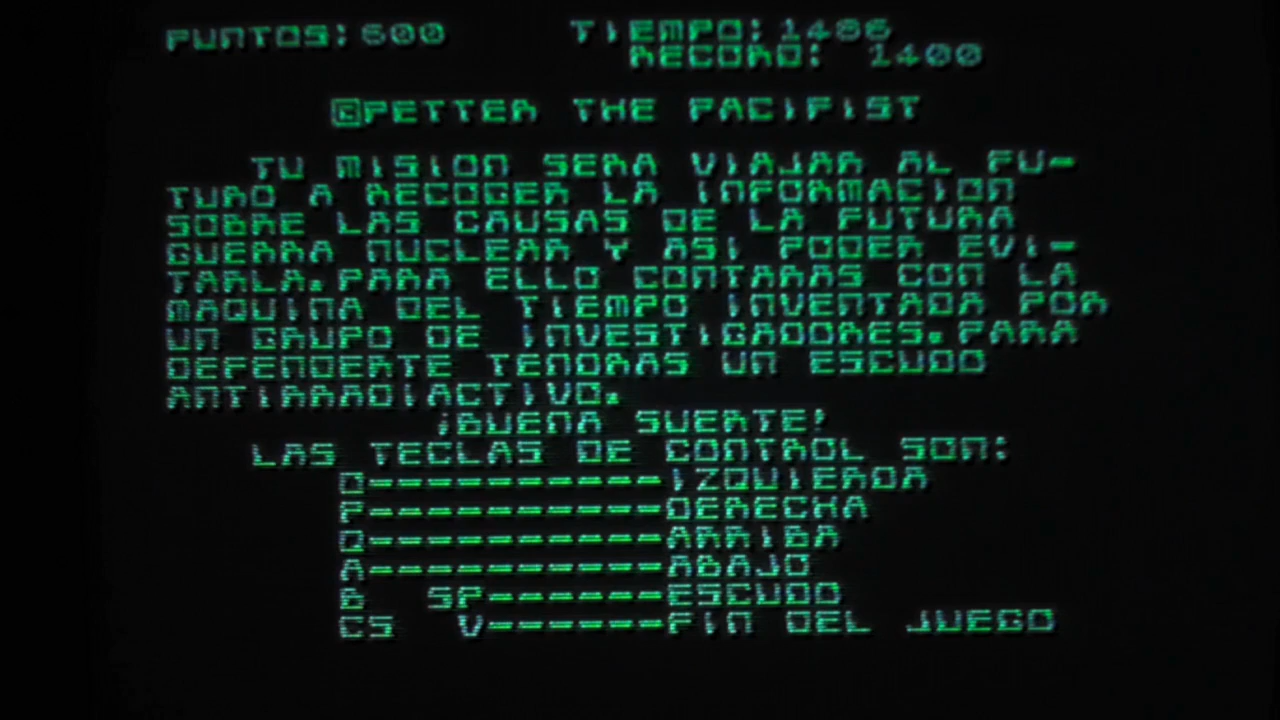 PUNTOS:600 TIEMPO:1486
RECORD: 1400
©PETTER THE PACIFIST
TU MISION SERA VIAJAR AL FU-
TURO A RECOGER LA INFORMACION
SOBRE LAS CAUSAS DE LA FUTURA
GUERRA NUCLEAR Y ASI PODER EVI-
TARLA.PARA ELLO CONTARAS CON LA
MAQUINA DEL TIEMPO INVENTADA POR
UN GRUPO DE INVESTIGADORES.PARA
DEFENDERTE TENDRAS UN ESCUDO
ANTIRRADIACTIVO.
¡BUENA SUERTE!
LAS TECLAS DE CONTROL SON:
O----------IZQUIERDA
P----------DERECHA
Q----------ARRIBA
A----------ABAJO
B SP------ESCUDO
CS V------FIN DEL JUEGO